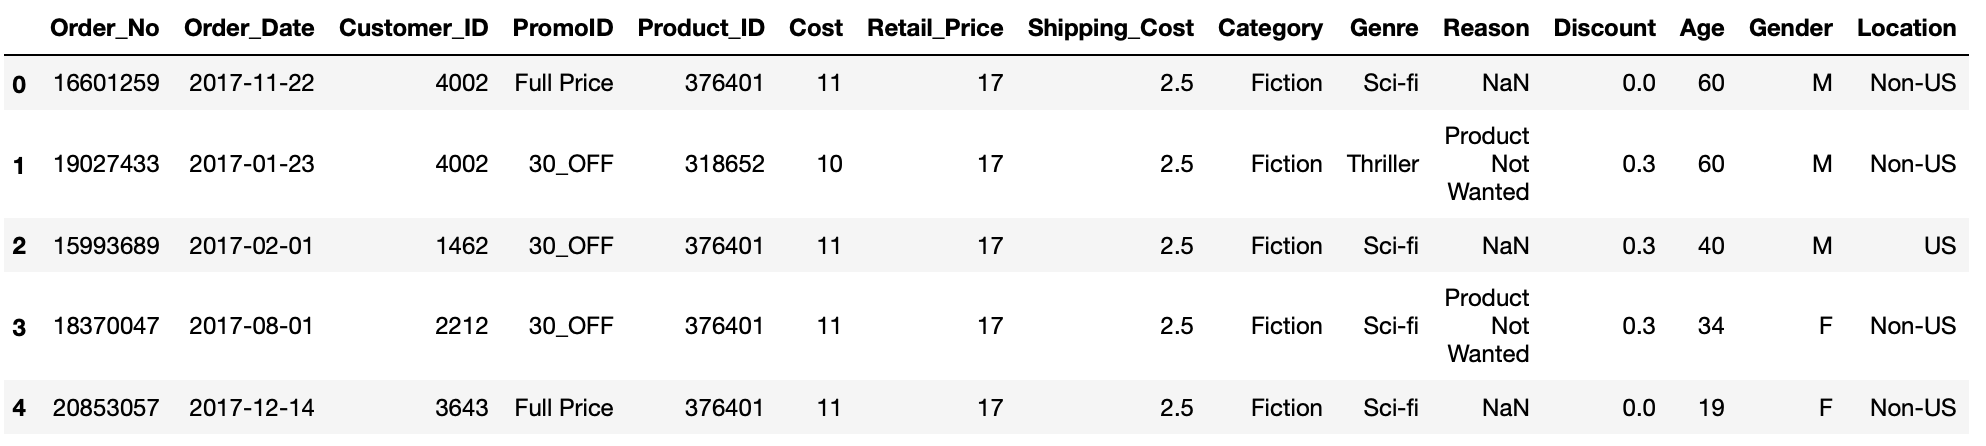 Order_No Order_Date Customer_ID PromoID Product_ID Cost Retail_Price Shipping_Cost Category Genre Reason Discount Age Gender Location
0 16601259 2017-11-22 4002 Full Price 376401 11 17 2.5 Fiction Sci-fi NaN 0.0 60 M Non-US
1 19027433 2017-01-23 4002 30_OFF 318652 10 17 2.5 Fiction Thriller Product Not Wanted 0.3 60 M Non-US
2 15993689 2017-02-01 1462 30_OFF 376401 11 17 2.5 Fiction Sci-fi NaN 0.3 40 M US
3 18370047 2017-08-01 2212 30_OFF 376401 11 17 2.5 Fiction Sci-fi Product Not Wanted 0.3 34 F Non-US
4 20853057 2017-12-14 3643 Full Price 376401 11 17 2.5 Fiction Sci-fi NaN 0.0 19 F Non-US